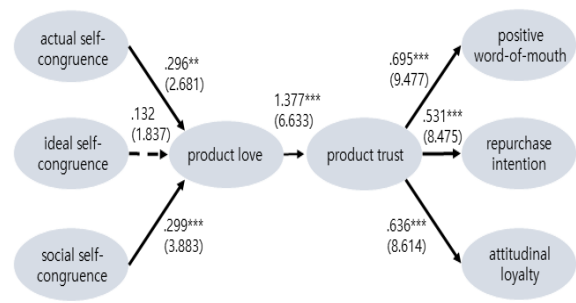 actual self-
congruence
.296**
(2.681)
positive
word-of-mouth
.695***
(9.477)
ideal self-
congruence
.132
(1.837)
product love
1.377***
(6.633)
product trust
.531***
(8.475)
repurchase
intention
social self-
congruence
.299***
(3.883)
.636***
(8.614)
attitudinal
loyalty